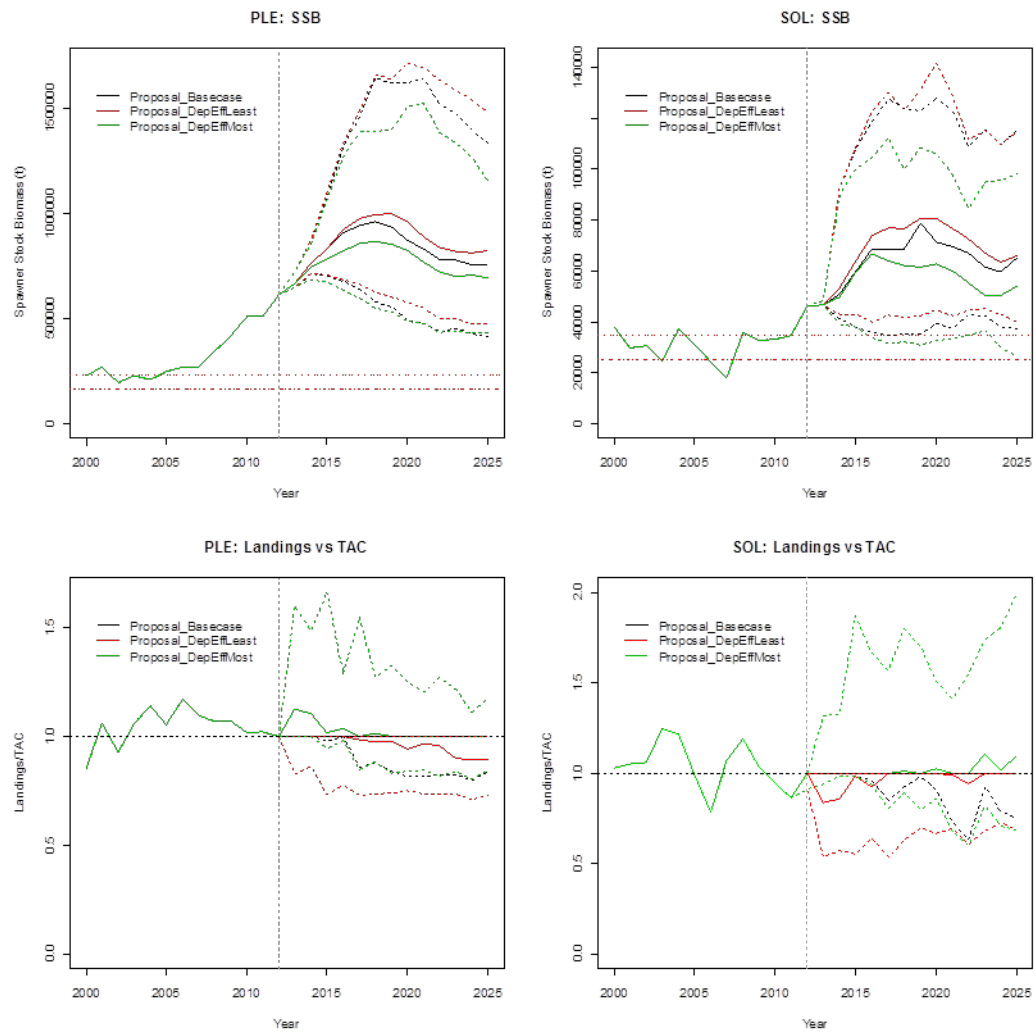 PLE: SSB
Spawner Stock Biomass (t)
1500000
1000000
500000
0
Proposal_Basecase
Proposal_DepEffLeast
Proposal_DepEffMost
2000 2005 2010 2015 2020 2025
Year
SOL: SSB
Spawner Stock Biomass (t)
140000
100000
80000
60000
40000
20000
0
Proposal_Basecase
Proposal_DepEffLeast
Proposal_DepEffMost
2000 2005 2010 2015 2020 2025
Year
PLE: Landings vs TAC
Landings/TAC
1.5
1.0
0.5
0.0
Proposal_Basecase
Proposal_DepEffLeast
Proposal_DepEffMost
2000 2005 2010 2015 2020 2025
Year
SOL: Landings vs TAC
Landings/TAC
2.0
1.5
1.0
0.5
0.0
Proposal_Basecase
Proposal_DepEffLeast
Proposal_DepEffMost
2000 2005 2010 2015 2020 2025
Year